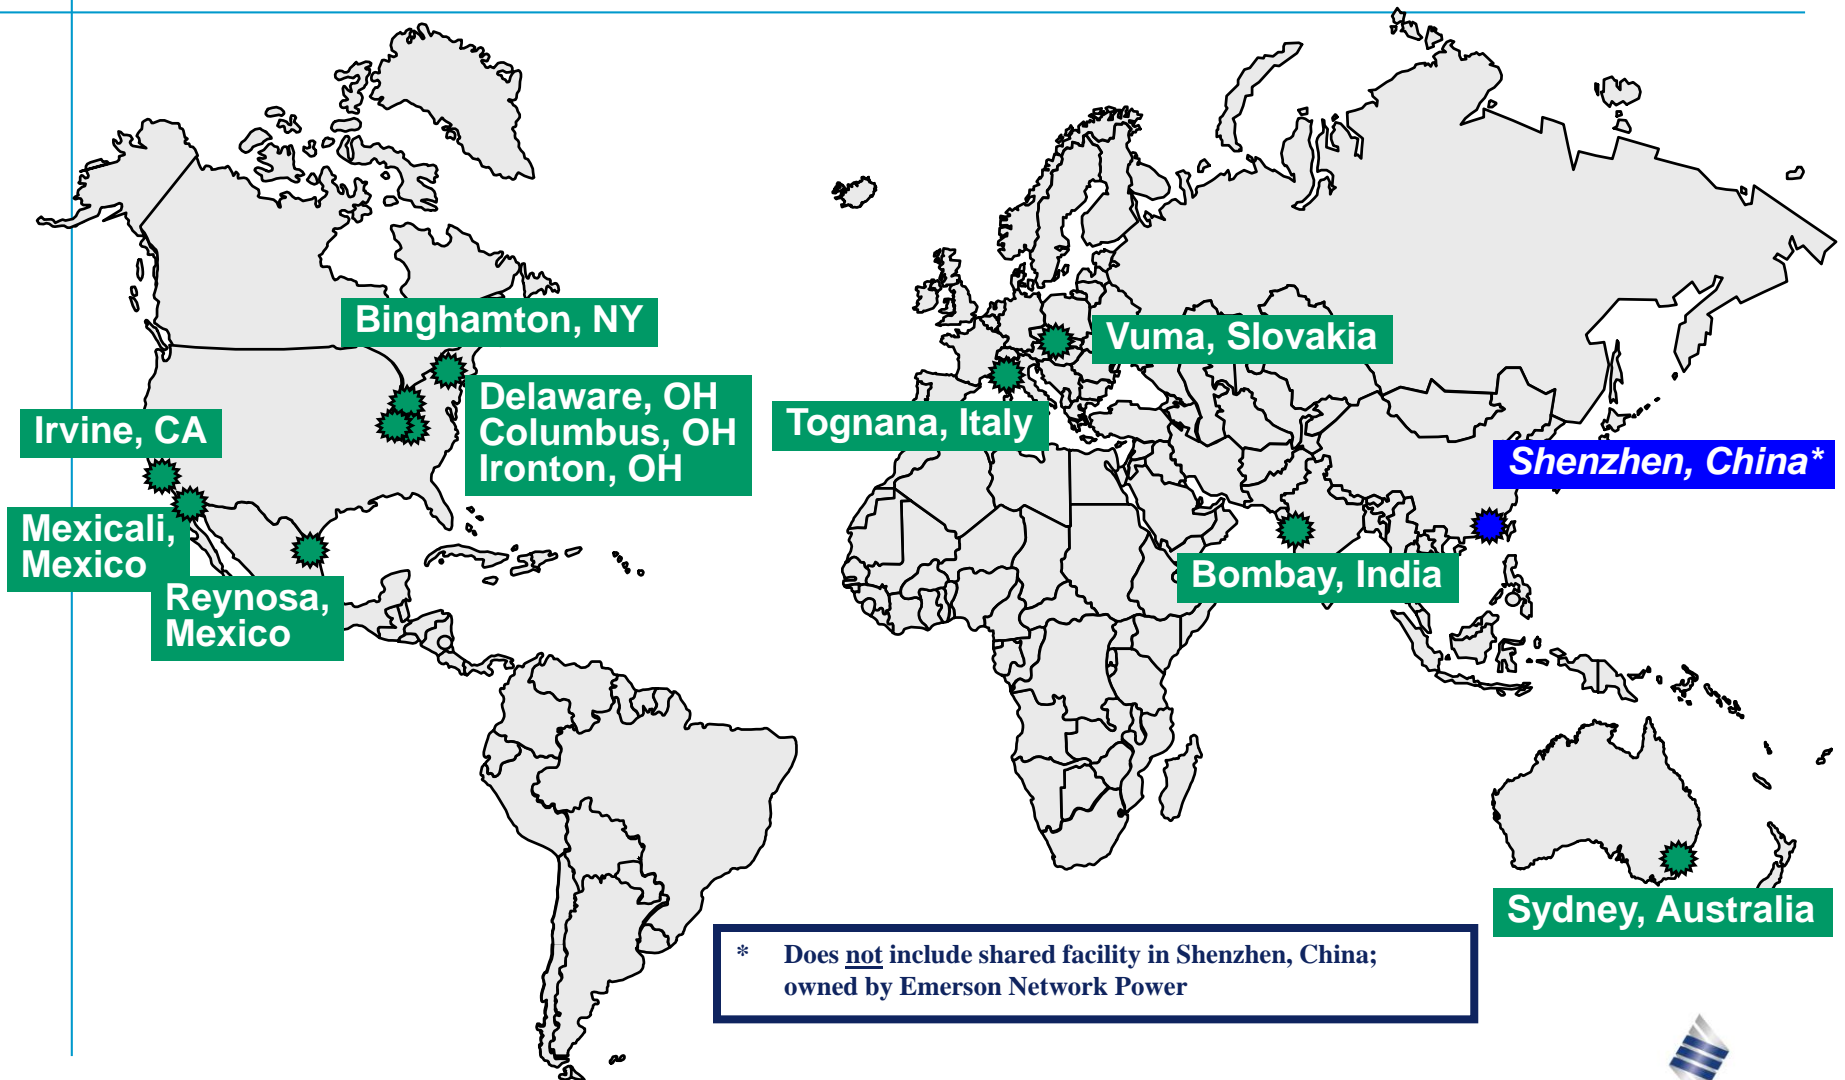 Binghamton, NY
Vuma, Slovakia
Delaware, OH
Columbus, OH
Ironton, OH
Irvine, CA
Tognana, Italy
Shenzhen, China*
Mexicali,
Mexico
Bombay, India
Reynosa,
Mexico
Sydney, Australia
* Does not include shared facility in Shenzhen, China;
owned by Emerson Network Power